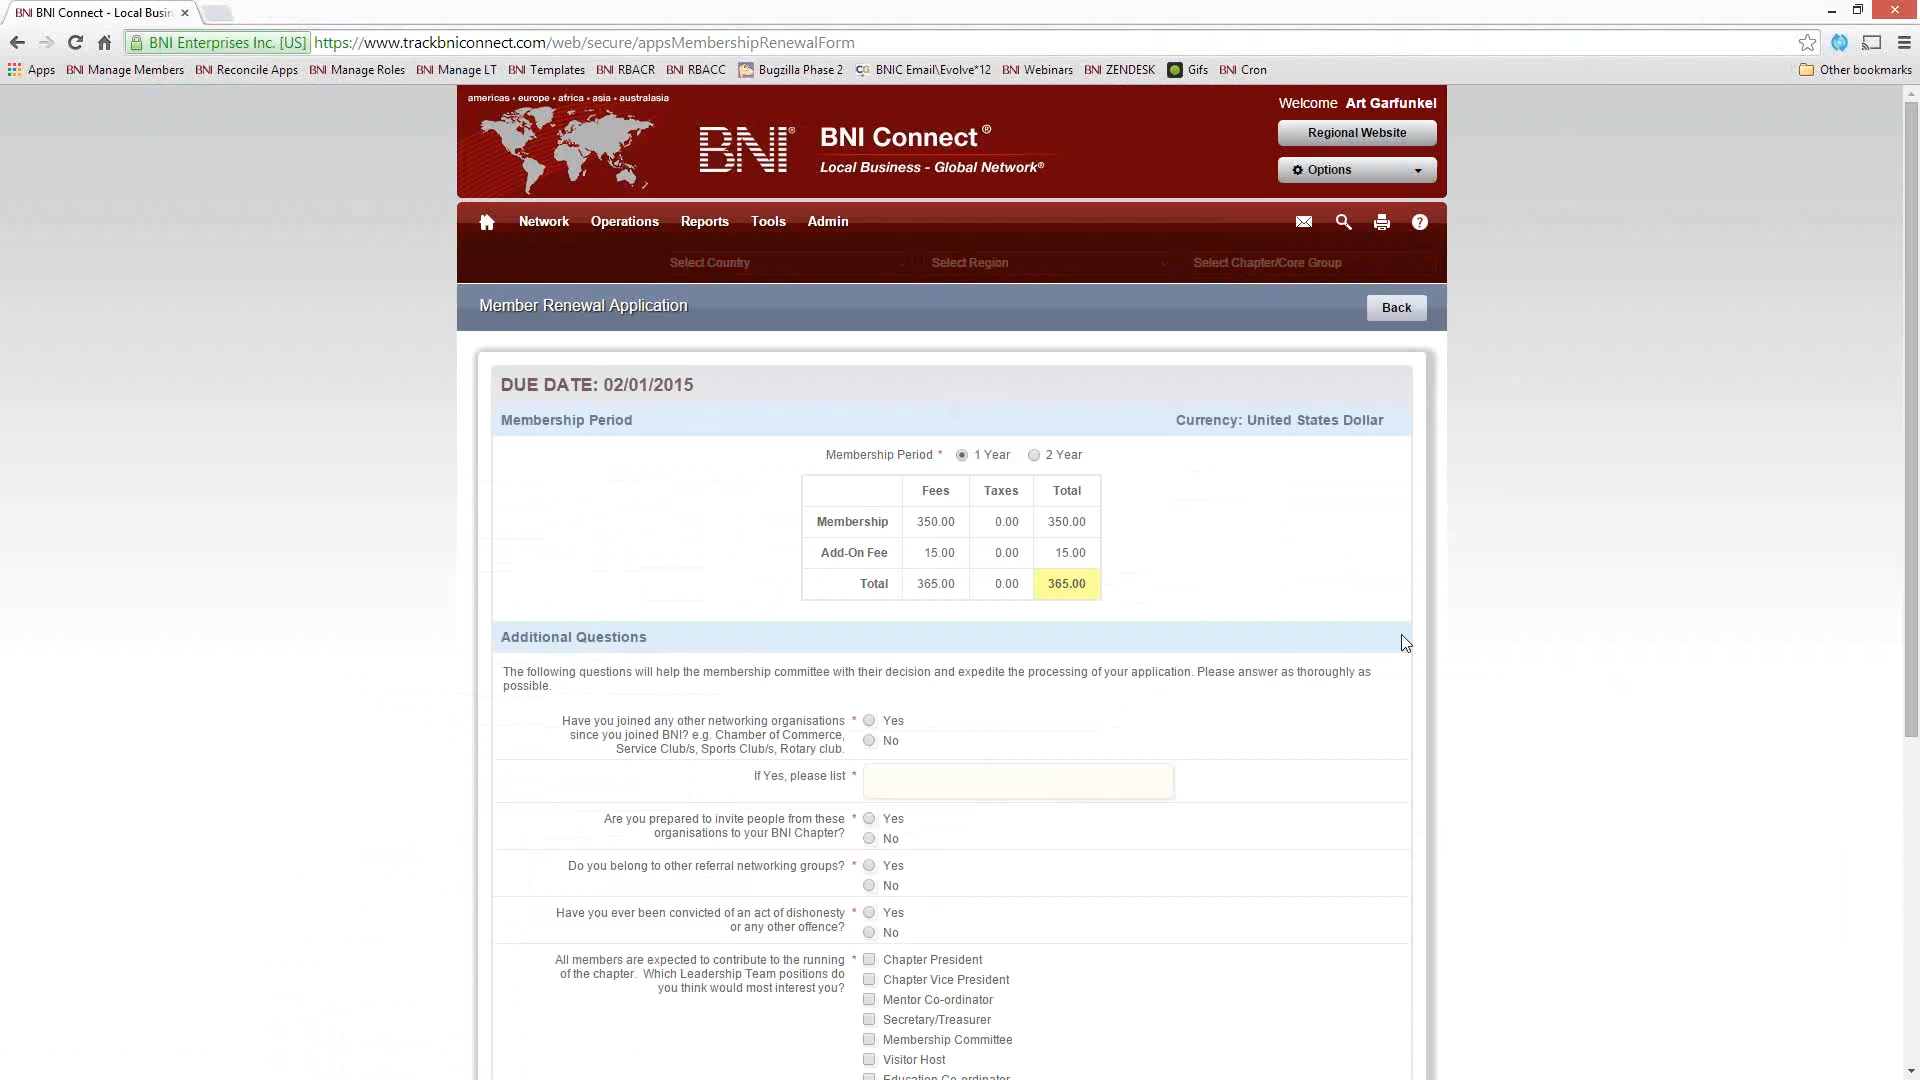 BNI BNI Connect - Local Busin
BNI Enterprises Inc. [US] https://www.trackbniconnect.com/web/secure/appsMembershipRenewalForm
Apps BNI Manage Members BNI Reconcile Apps BNI Manage Roles BNI Manage LT BNI Templates BNI RBACR BNI RBACC Bugzilla Phase 2 BNIC Email\Evolve*12 BNI Webinars BNI ZENDESK Gifs BNI Cron Other bookmarks
americas • europe • africa • asia • australasia
Welcome Art Garfunkel
BNI® BNI Connect®
Local Business - Global Network®
Regional Website
Options
Network Operations Reports Tools Admin
Select Country Select Region Select Chapter/Core Group
Member Renewal Application Back
DUE DATE: 02/01/2015
Membership Period Currency: United States Dollar
Membership Period * 1 Year 2 Year
Fees Taxes Total
Membership 350.00 0.00 350.00
Add-On Fee 15.00 0.00 15.00
Total 365.00 0.00 365.00
Additional Questions
The following questions will help the membership committee with their decision and expedite the processing of your application. Please answer as thoroughly as
possible.
Have you joined any other networking organisations * Yes
since you joined BNI? e.g. Chamber of Commerce, No
Service Club/s, Sports Club/s, Rotary club.
If Yes, please list *
Are you prepared to invite people from these * Yes
organisations to your BNI Chapter? No
Do you belong to other referral networking groups? * Yes
No
Have you ever been convicted of an act of dishonesty * Yes
or any other offence? No
All members are expected to contribute to the running * Chapter President
of the chapter. Which Leadership Team positions do Chapter Vice President
you think would most interest you?
Mentor Co-ordinator
Secretary/Treasurer
Membership Committee
Visitor Host
Education Co-ordinator